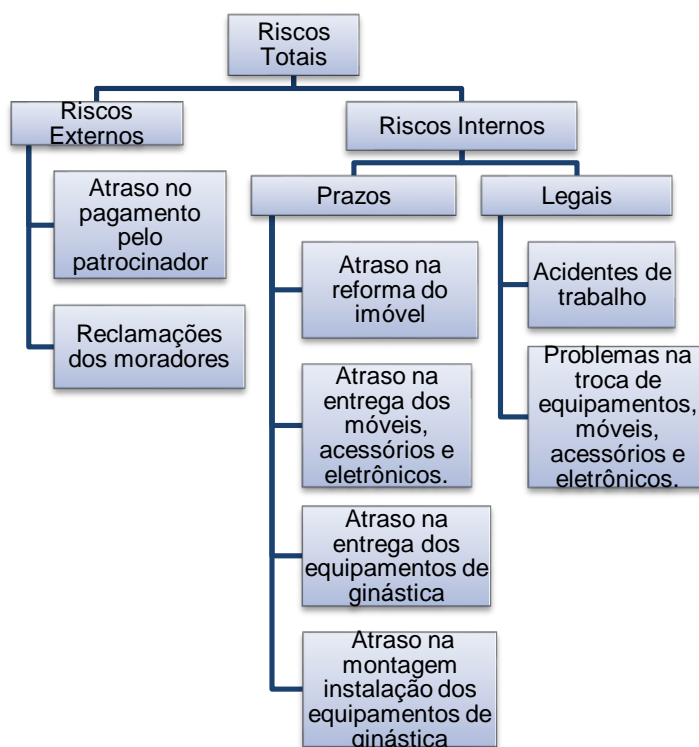 Riscos
Totais
Riscos
Externos
Atraso no
pagamento
pelo
patrocinador
Reclamações
dos moradores
Riscos Internos
Prazos
Atraso na
reforma do
imóvel
Atraso na
entrega dos
móveis,
acessórios e
eletrônicos.
Atraso na
entrega dos
equipamentos de
ginástica
Atraso na
montagem
instalação dos
equipamentos de
ginástica
Legais
Acidentes de
trabalho
Problemas na
troca de
equipamentos,
móveis,
acessórios e
eletrônicos.